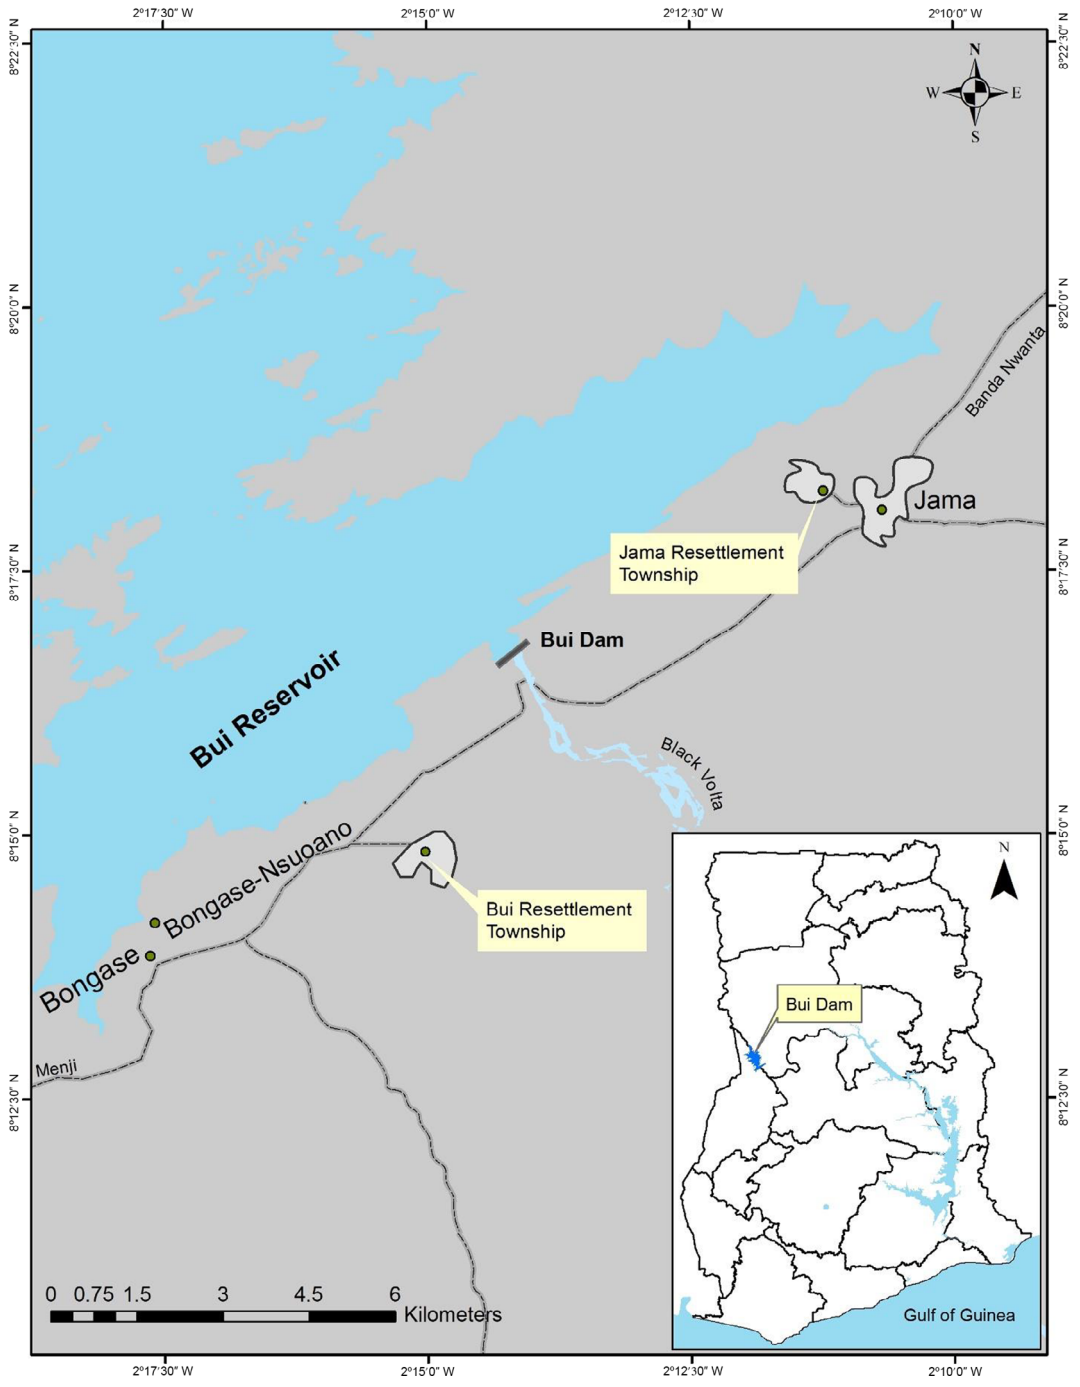 2°17'30" W
2°15'0" W
2°12'30" W
2°10'0" W
8°22'30" N
8°22'30" N
N
W
E
S
8°20'0" N
8°20'0" N
Banda Nwanta
Jama
Jama Resettlement
Township
8°17'30" N
8°17'30" N
Bui Dam
Bui Reservoir
Black Volta
8°15'0" N
8°15'0" N
Bongase-Nsuoano
Bui Resettlement
Township
Bongase
Menji
8°12'30" N
8°12'30" N
N
Bui Dam
Gulf of Guinea
0 0.75 1.5 3 4.5 6
Kilometers
2°17'30" W
2°15'0" W
2°12'30" W
2°10'0" W